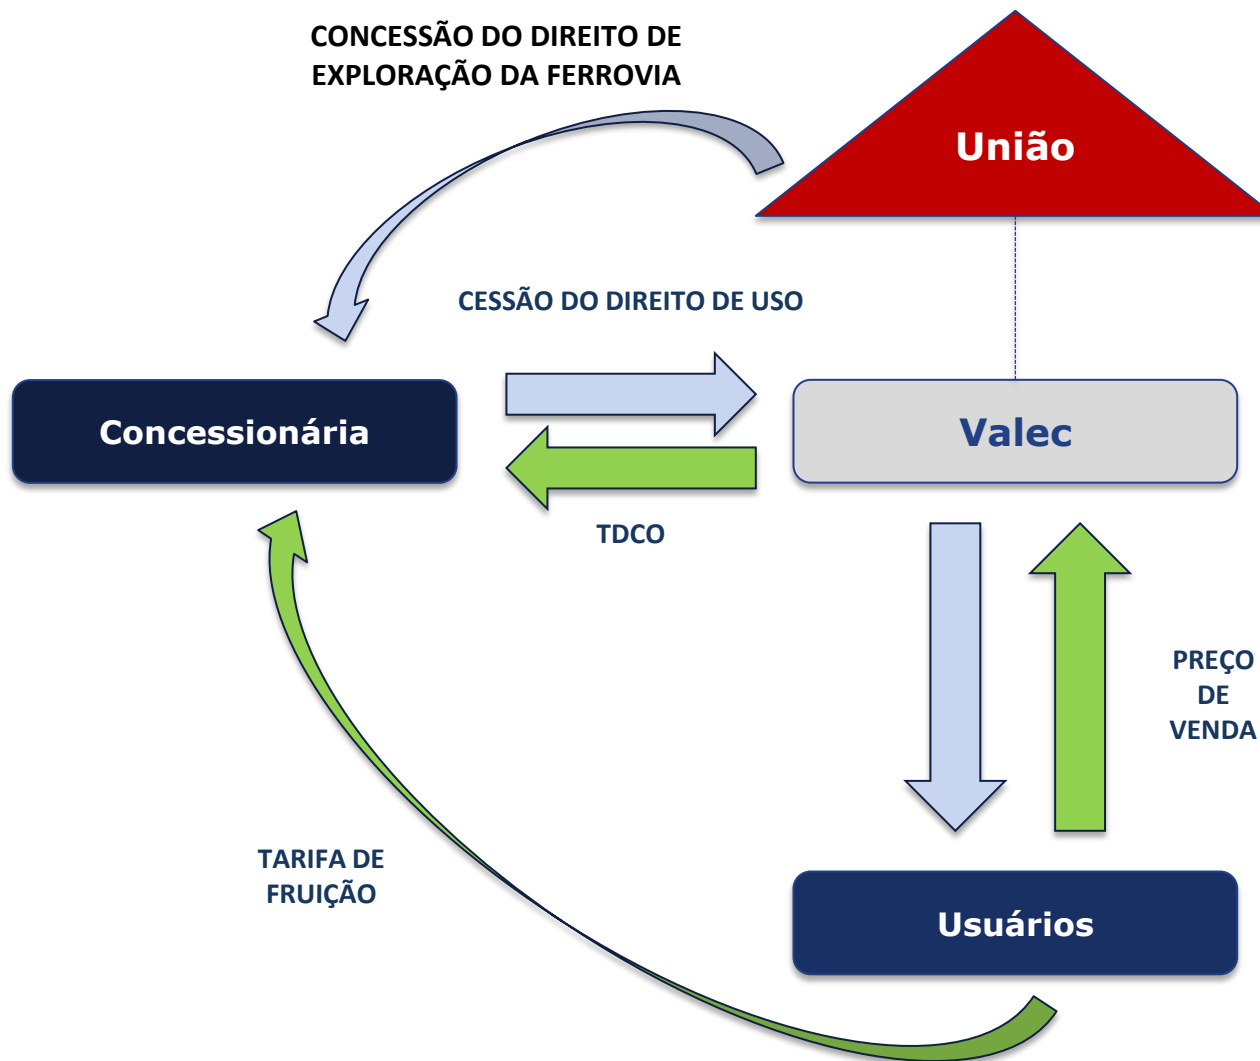 CONCESSÃO DO DIREITO DE
EXPLORAÇÃO DA FERROVIA
União
CESSÃO DO DIREITO DE USO
Concessionária
Valec
TDCO
PREÇO
DE
VENDA
TARIFA DE
FRUIÇÃO
Usuários